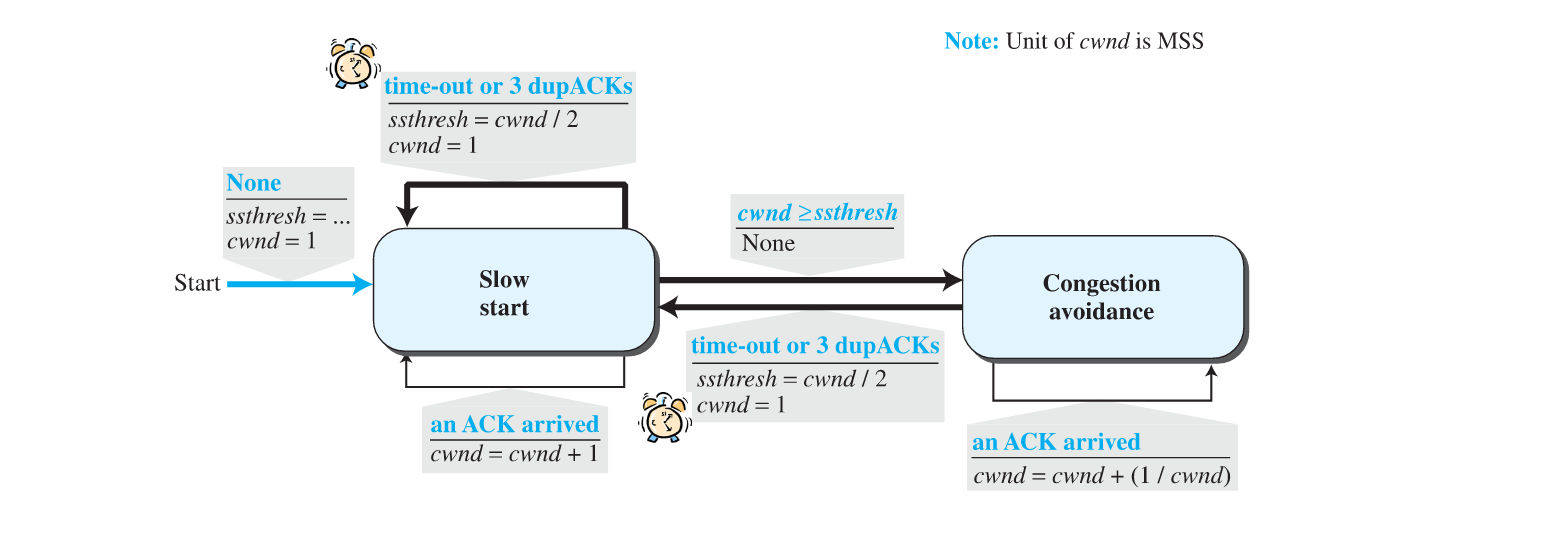 Note: Unit of cwnd is MSS
time-out or 3 dupACKs
ssthresh = cwnd / 2
cwnd = 1
None
ssthresh = ...
cwnd = 1
cwnd ≥ssthresh
None
Start
Slow
start
Congestion
avoidance
time-out or 3 dupACKs
ssthresh = cwnd / 2
cwnd = 1
an ACK arrived
cwnd = cwnd + 1
an ACK arrived
cwnd = cwnd + (1 / cwnd)